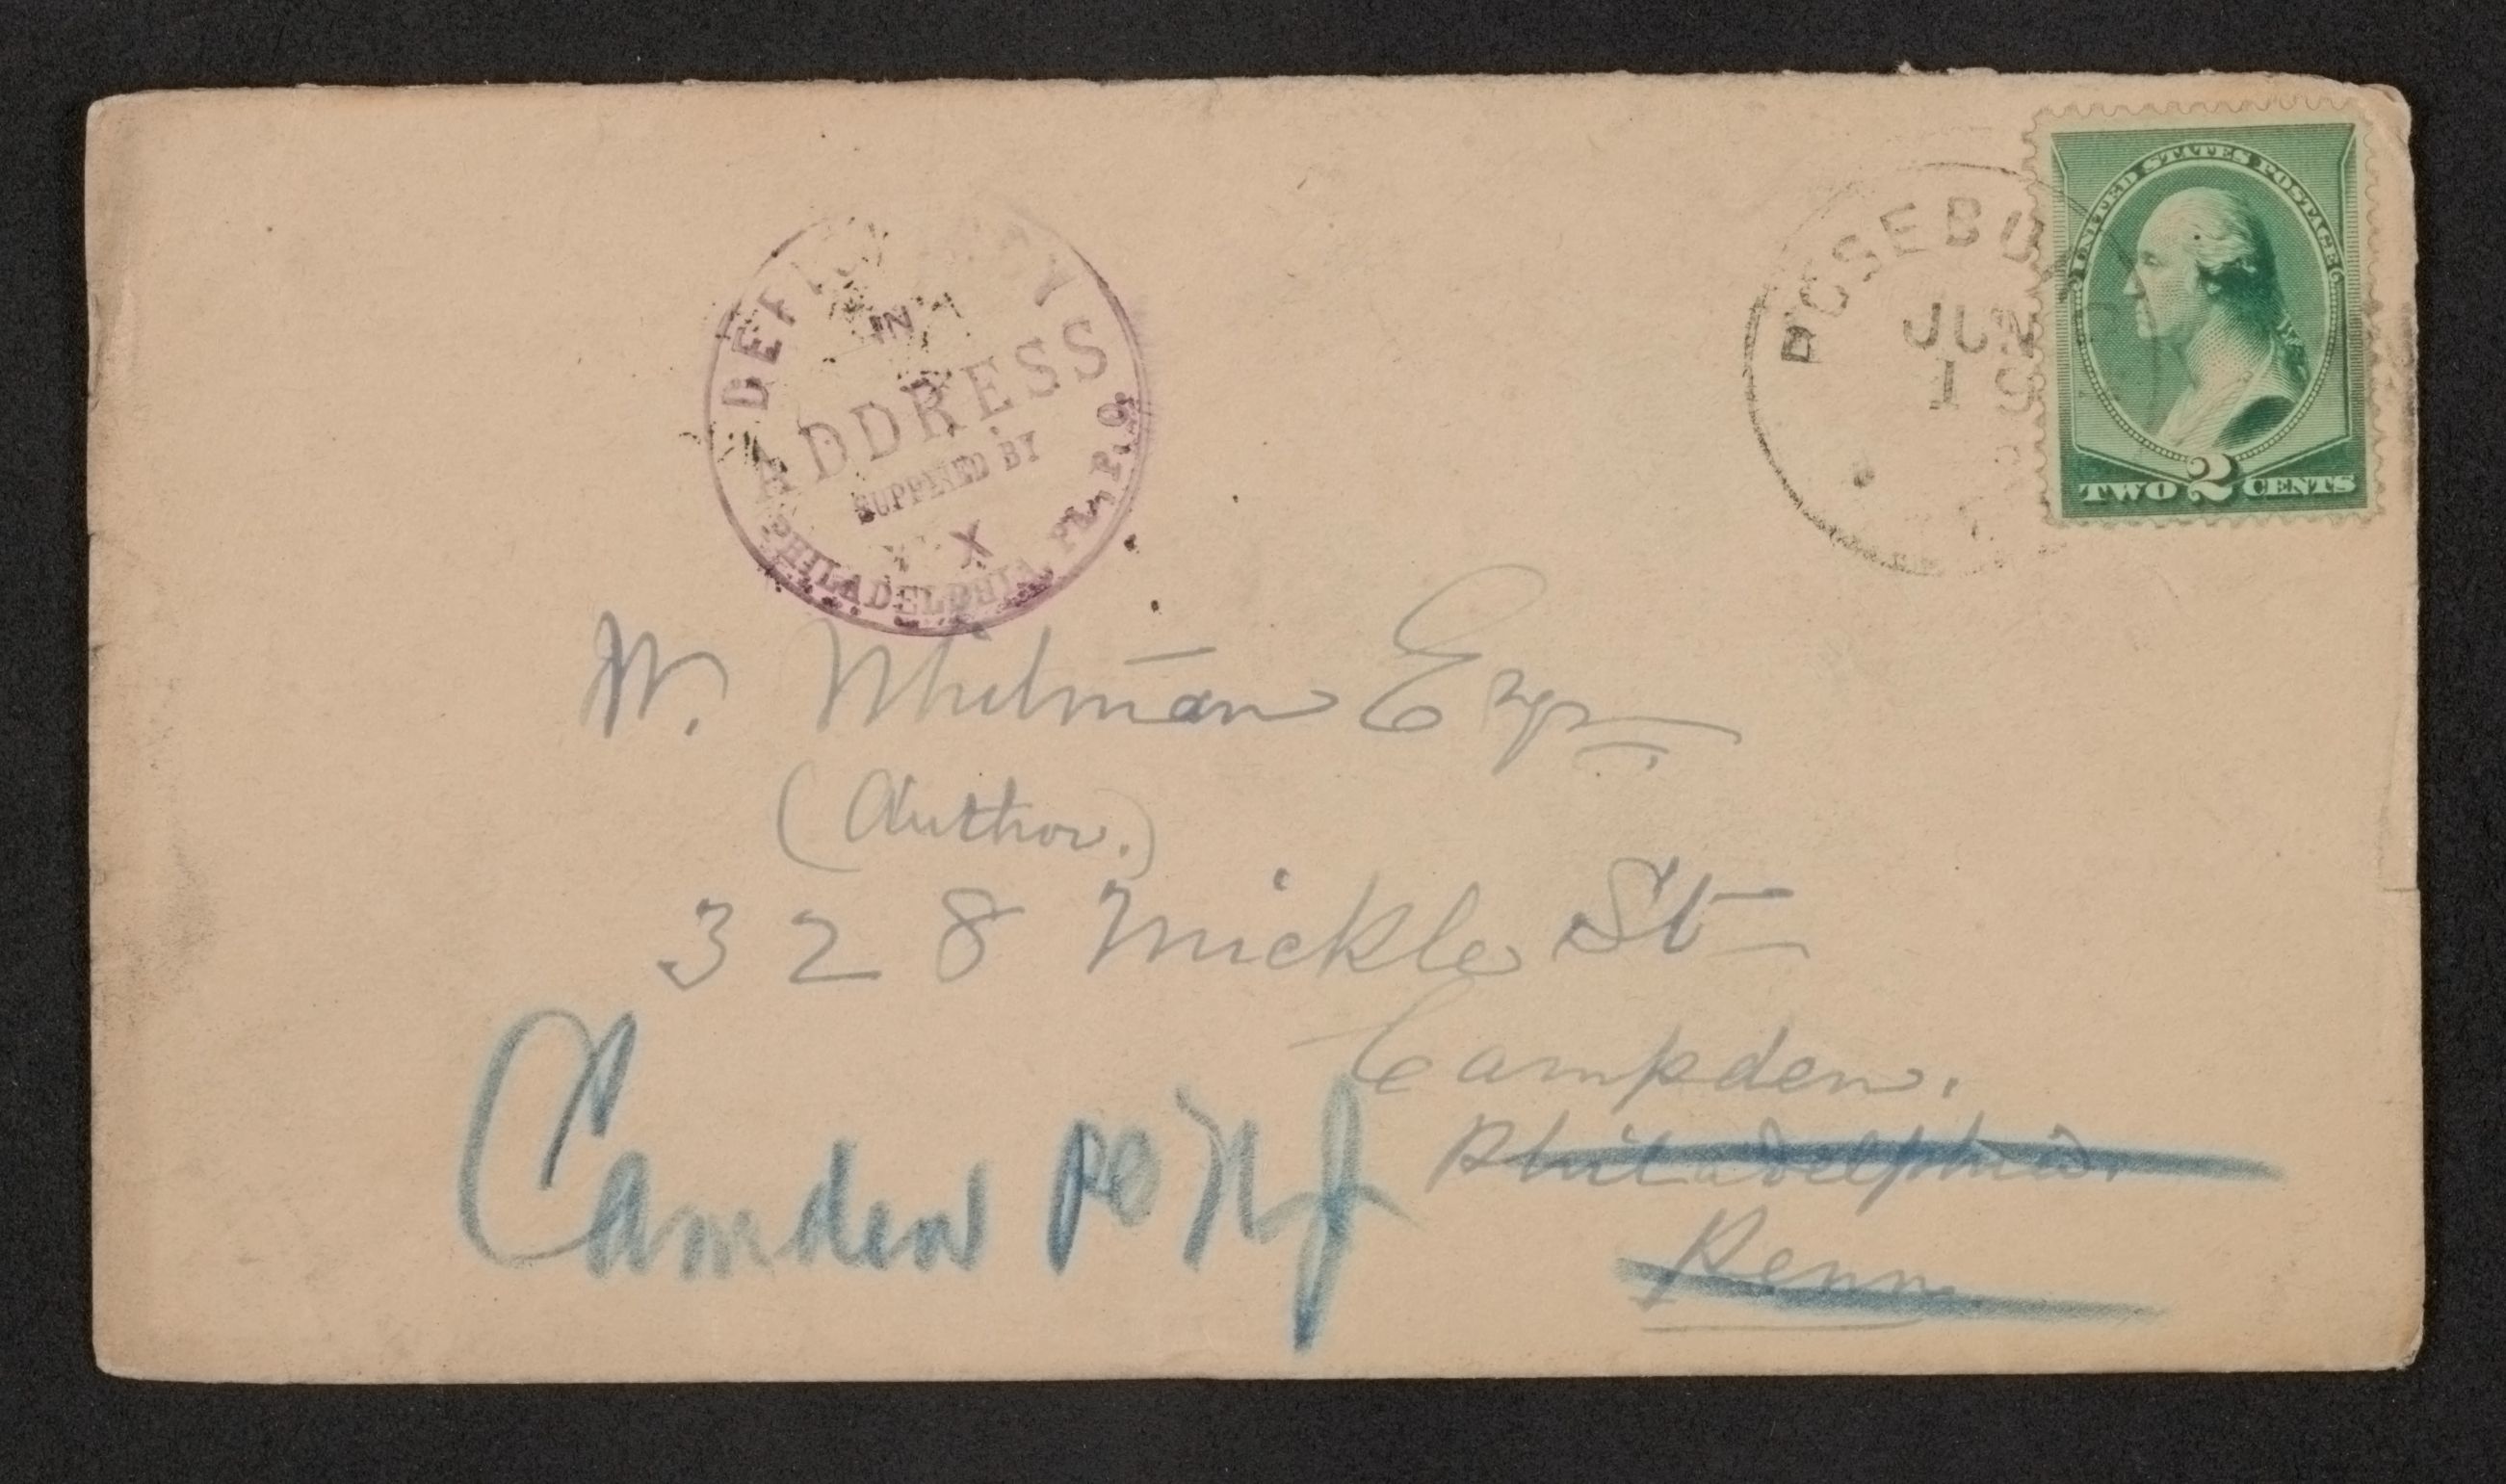 IN
ADDRESS
SUPPLIED BY
X
PHILADELPHIA, PA., P.O.
ROSEBU
JUN
19
UNITED STATES POSTAGE
TWO 2 CENTS
W. Whitman Esqr
(Author.)
328 Mickle St
Campden.
Philadelphia.
Penn.
Camden PO NJ